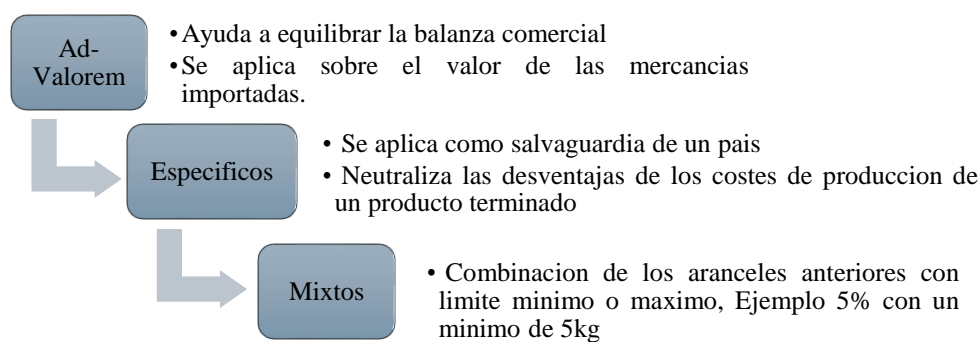 Ad-
Valorem
•Ayuda a equilibrar la balanza comercial
•Se aplica sobre el valor de las mercancias
importadas.
Especificos
• Se aplica como salvaguardia de un pais
• Neutraliza las desventajas de los costes de produccion de
un producto terminado
Mixtos
• Combinacion de los aranceles anteriores con
limite minimo o maximo, Ejemplo 5% con un
minimo de 5kg